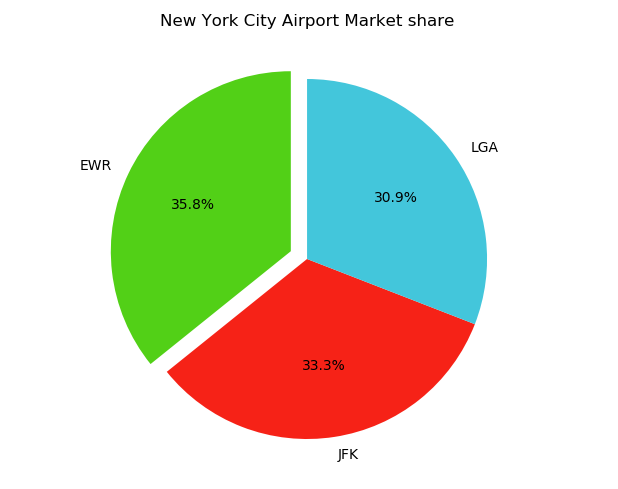 New York City Airport Market share
LGA
EWR
30.9%
35.8%
33.3%
JFK